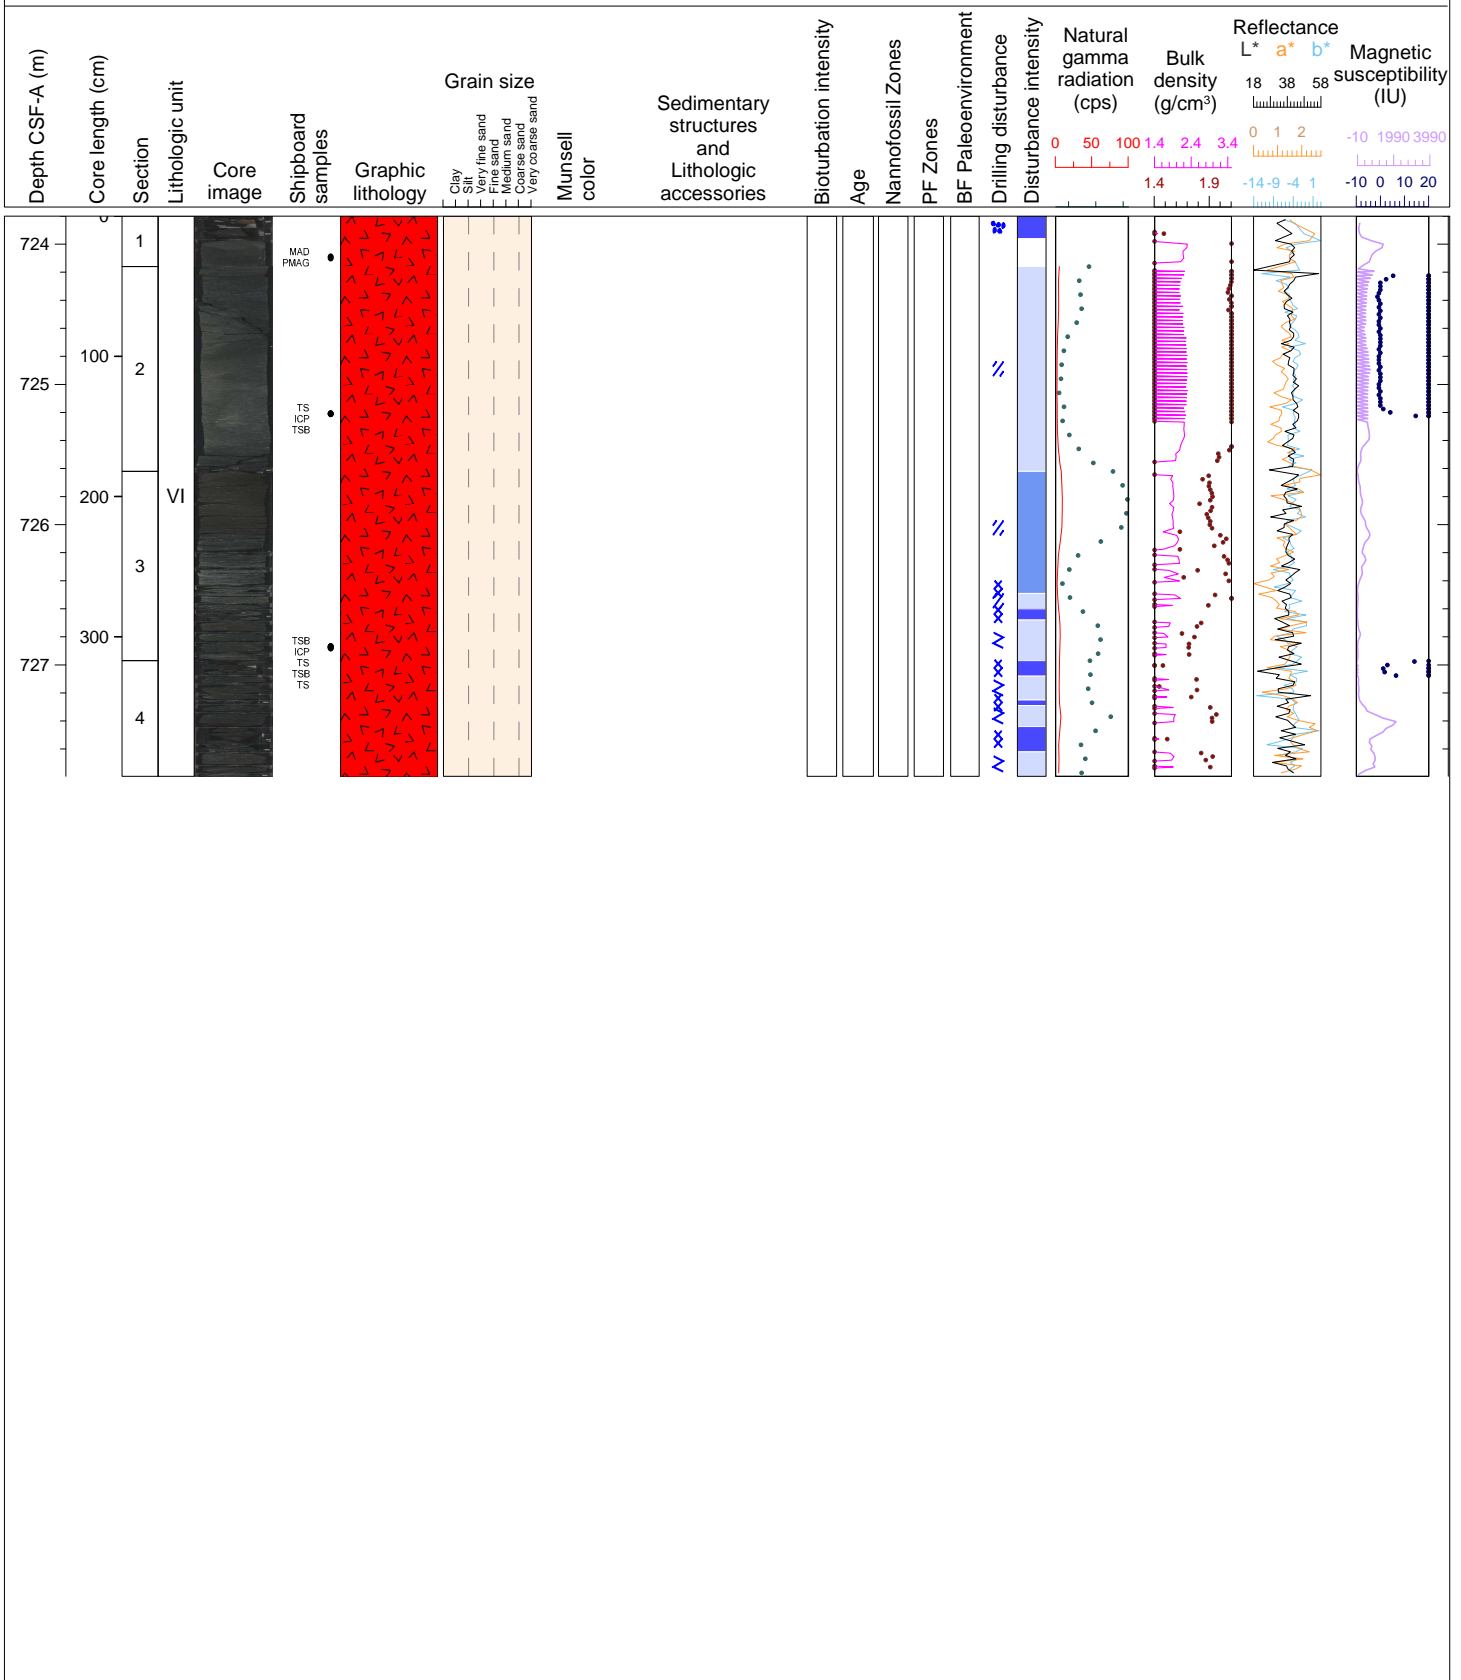 Depth CSF-A (m)
Core length (cm)
Section
Lithologic unit
Core
image
Shipboard
samples
Graphic
lithology
Grain size
Clay
Silt
Very fine sand
Fine sand
Medium sand
Coarse sand
Very coarse sand
Munsell
color
Sedimentary
structures
and
Lithologic
accessories
Bioturbation intensity
Age
Nannofossil Zones
PF Zones
BF Paleoenvironment
Drilling disturbance
Disturbance intensity
Natural
gamma
radiation
(cps)
0 50 100
Bulk
density
(g/cm³)
1.4 2.4 3.4
1.4 1.9
Reflectance
L* a* b*
18 38 58
0 1 2
-14 -9 -4 1
Magnetic
susceptibility
(IU)
-10 1990 3990
-10 0 10 20
0
724
1
MAD
PMAG
100
2
725
TS
ICP
TSB
VI
200
726
3
300
TSB
ICP
TS
TSB
TS
727
4